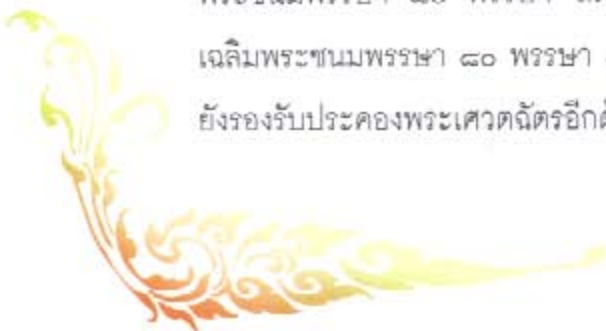 พระชนมพรรษา ๘๐ พรรษา
เฉลิมพระชนมพรรษา ๘๐ พรรษา
ยังรองรับประคองพระเศวตฉัตรอีก